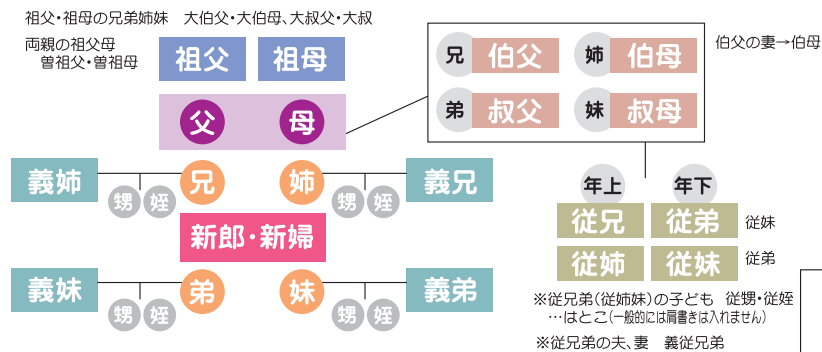 祖父・祖母の兄弟姉妹　大伯父・大伯母、大叔父・大叔
両親の祖父母
曽祖父・曽祖母
祖父　祖母
父　母
兄　伯父　姉　伯母
弟　叔父　妹　叔母
伯父の妻→伯母
義姉　兄　姉　義兄
甥　姪　甥　姪
新郎・新婦
義妹　弟　妹　義弟
甥　姪　甥　姪
年上　年下
従兄　従弟　従妹
従姉　従妹　従弟
※従兄弟（従姉妹）の子ども　従甥・従姪
…はとこ（一般的には肩書きは入れません）
※従兄弟の夫、妻　義従兄弟